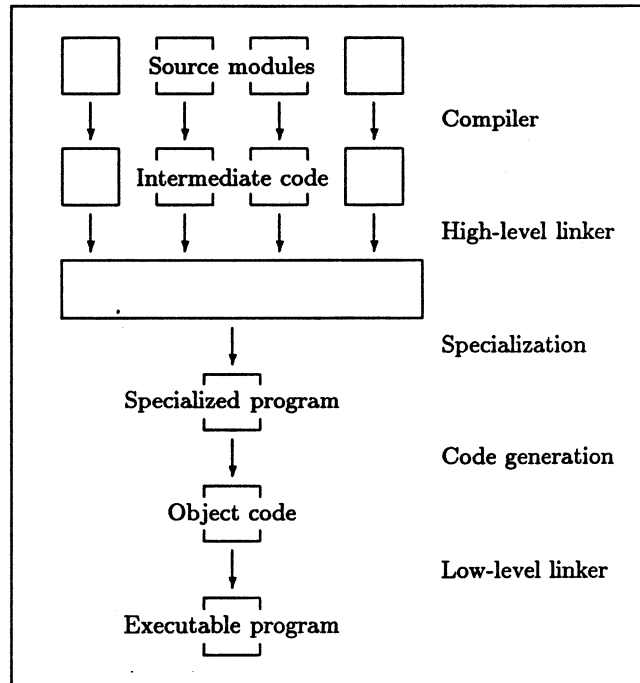 Source modules
Compiler
Intermediate code
High-level linker
Specialization
Specialized program
Code generation
Object code
Low-level linker
Executable program